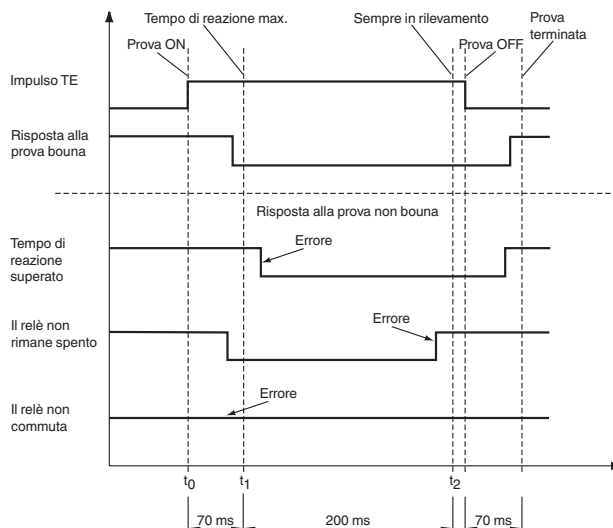 Tempo di reazione max.
Sempre in rilevamento
Prova
terminata
Prova ON
Prova OFF
Impulso TE
Risposta alla
prova bouna
Risposta alla prova non bouna
Tempo di
reazione
superato
Errore
Il relè non
rimane spento
Errore
Il relè non
commuta
Errore
t0
t1
t2
70 ms
200 ms
70 ms